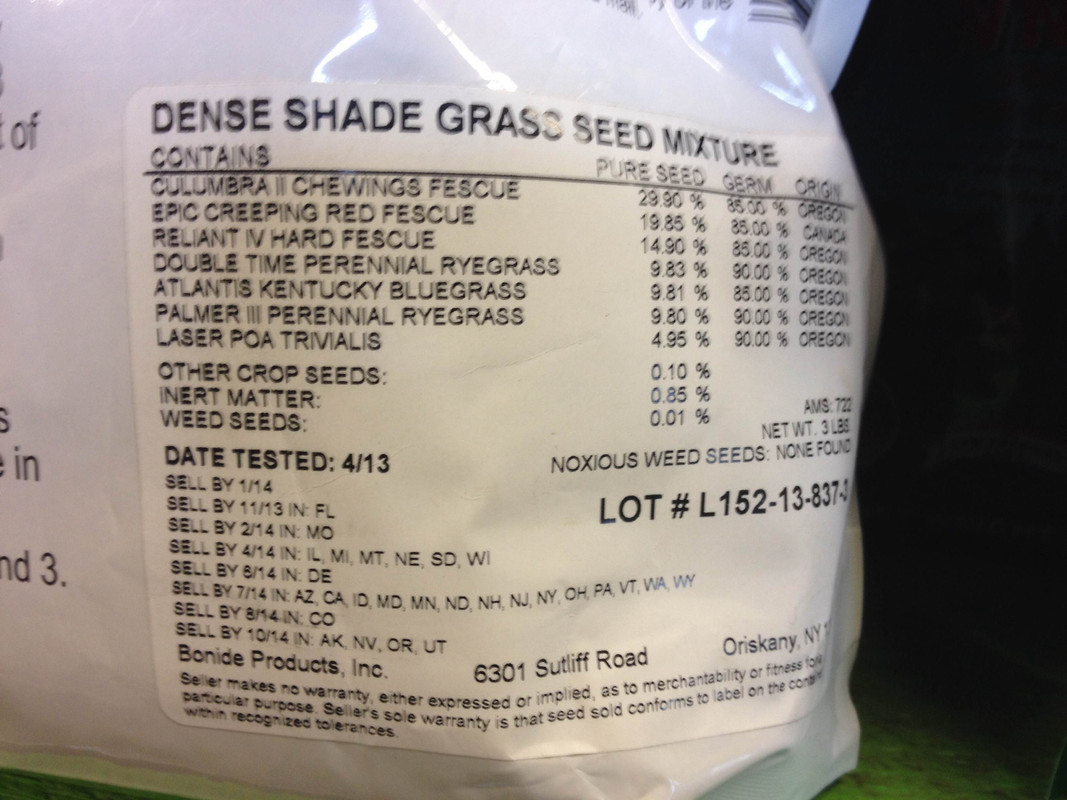 of
in
nd 3.
DENSE SHADE GRASS SEED MIXTURE
CONTAINS PURE SEED GERM ORIGIN
CULUMBRA II CHEWINGS FESCUE 29.90 % 85.00 % OREGON
EPIC CREEPING RED FESCUE 19.85 % 85.00 % CANADA
RELIANT IV HARD FESCUE 14.90 % 85.00 % OREGON
DOUBLE TIME PERENNIAL RYEGRASS 9.83 % 90.00 % OREGON
ATLANTIS KENTUCKY BLUEGRASS 9.81 % 85.00 % OREGON
PALMER III PERENNIAL RYEGRASS 9.80 % 90.00 % OREGON
LASER POA TRIVIALIS 4.95 % 90.00 % OREGON
OTHER CROP SEEDS: 0.10 %
INERT MATTER: 0.85 %
WEED SEEDS: 0.01 %
AMS: 722
NET WT. 3 LBS
NOXIOUS WEED SEEDS: NONE FOUND
DATE TESTED: 4/13
LOT # L152-13-837-3
SELL BY 1/14
SELL BY 11/13 IN: FL
SELL BY 2/14 IN: MO
SELL BY 4/14 IN: IL, MI, MT, NE, SD, WI
SELL BY 6/14 IN: DE
SELL BY 7/14 IN: AZ, CA, ID, MD, MN, ND, NH, NJ, NY, OH, PA, VT, WA, WY
SELL BY 8/14 IN: CO
SELL BY 10/14 IN: AK, NV, OR, UT
Bonide Products, Inc. 6301 Sutliff Road Oriskany, NY
Seller makes no warranty, either expressed or implied, as to merchantability or fitness for
particular purpose. Seller's sole warranty is that seed sold conforms to label on the
within recognized tolerances.